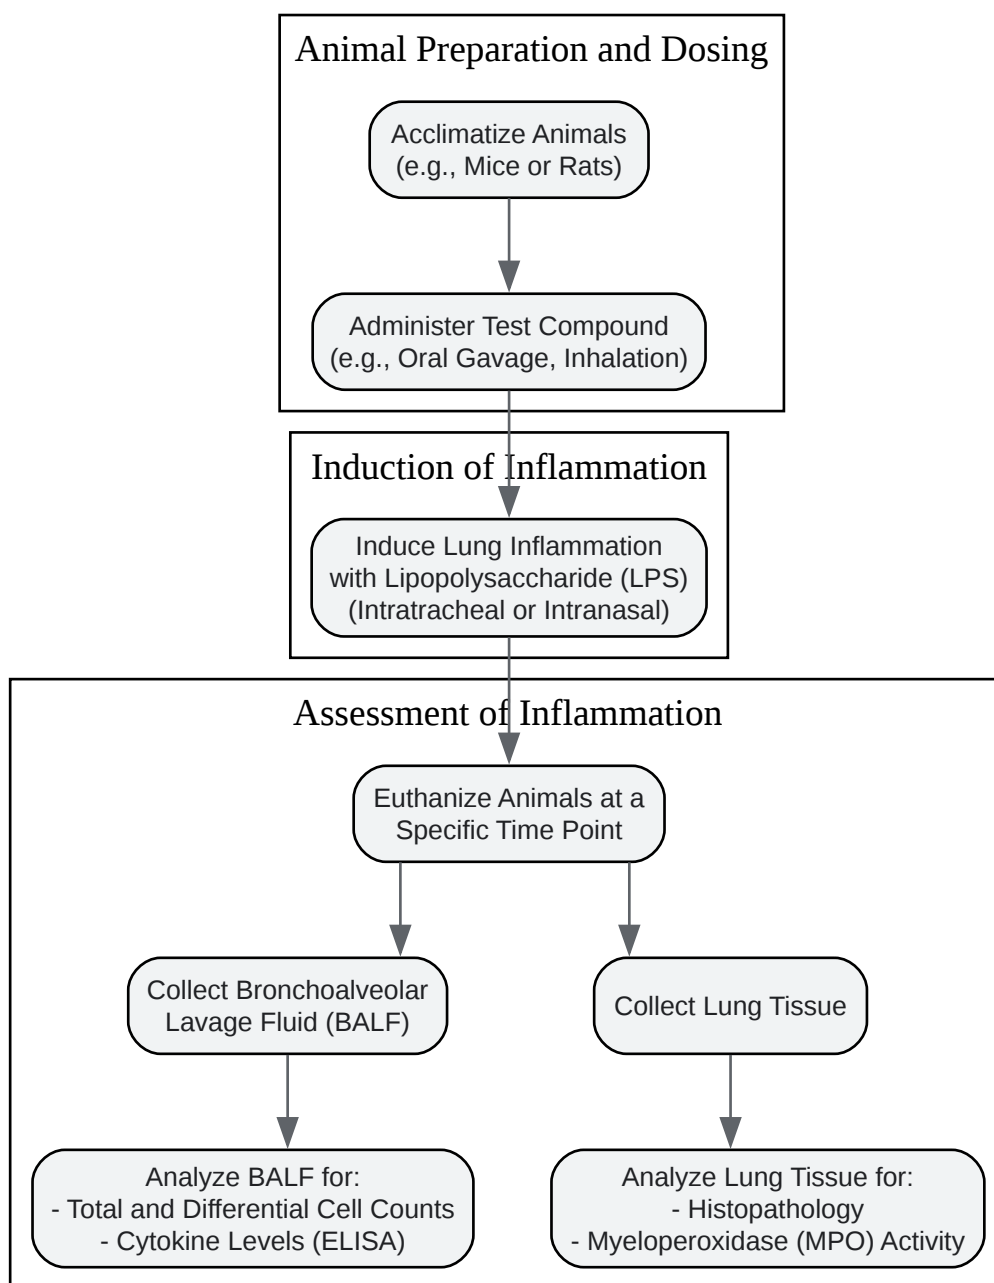 Animal Preparation and Dosing
Acclimatize Animals
(e.g., Mice or Rats)
Administer Test Compound
(e.g., Oral Gavage, Inhalation)
Induction of Inflammation
Induce Lung Inflammation
with Lipopolysaccharide (LPS)
(Intratracheal or Intranasal)
Assessment of Inflammation
Euthanize Animals at a
Specific Time Point
Collect Bronchoalveolar
Lavage Fluid (BALF)
Collect Lung Tissue
Analyze BALF for:
- Total and Differential Cell Counts
- Cytokine Levels (ELISA)
Analyze Lung Tissue for:
- Histopathology
- Myeloperoxidase (MPO) Activity